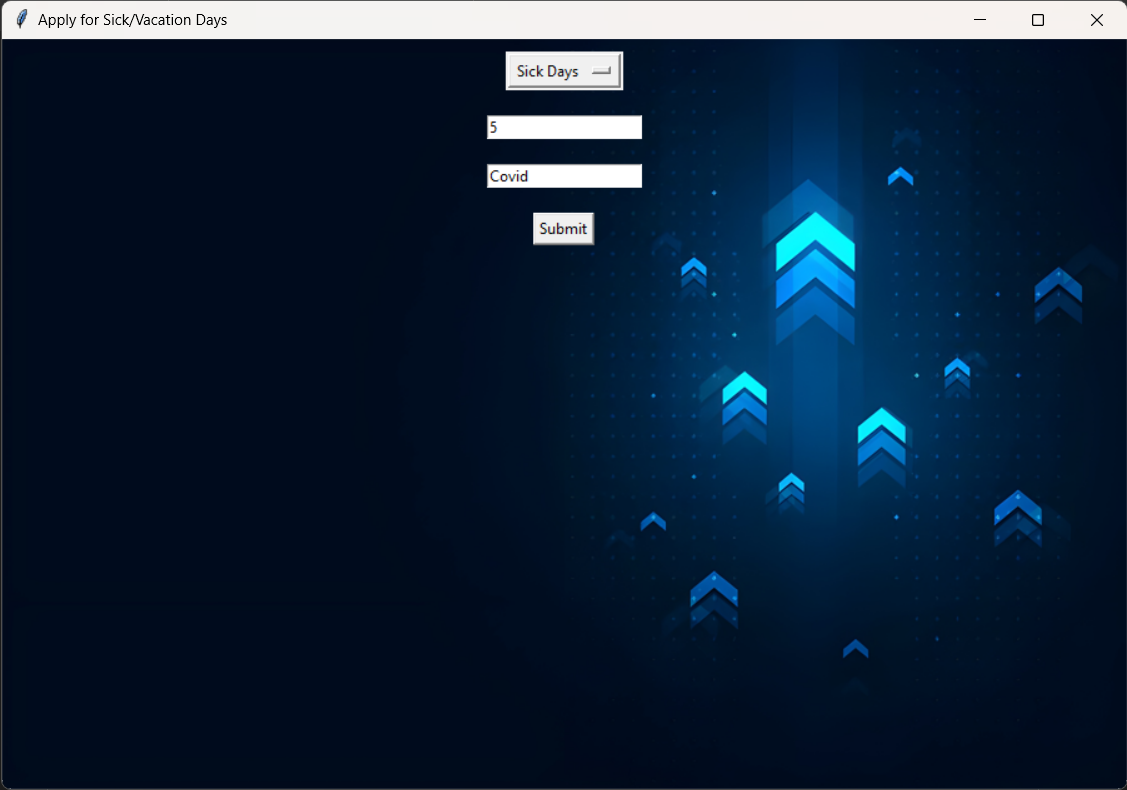 Apply for Sick/Vacation Days
Sick Days
5
Covid
Submit